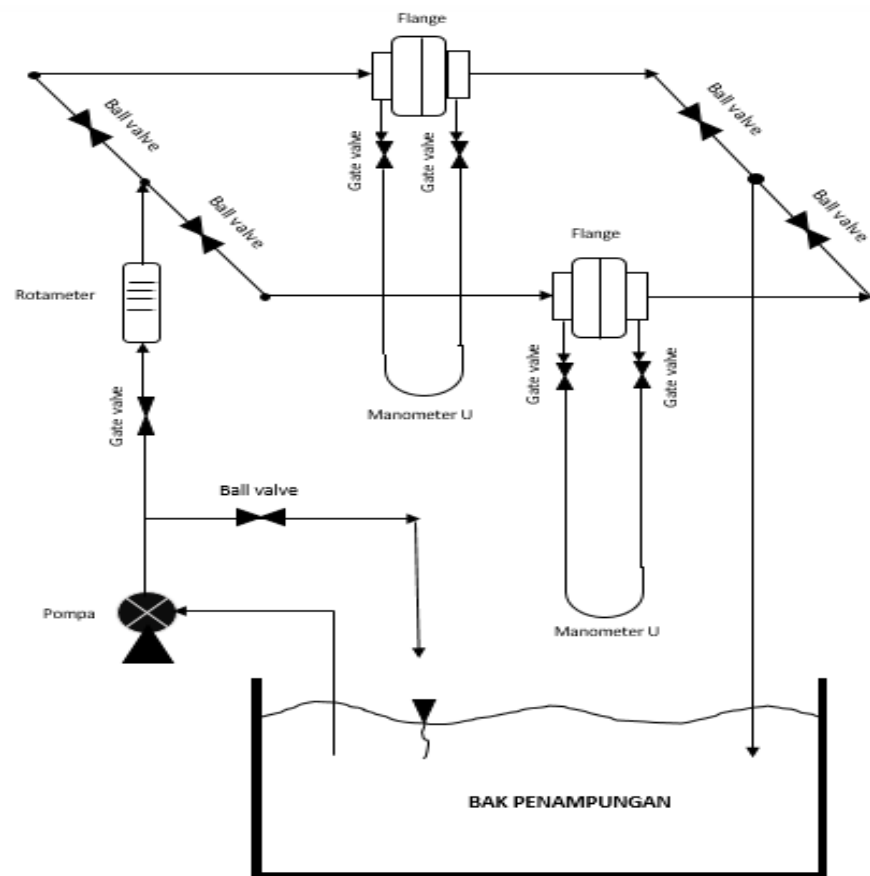 Flange
Ball valve
Ball valve
Gate valve
Gate valve
Ball valve
Flange
Ball valve
Rotameter
Gate valve
Manometer U
Gate valve
Gate valve
Ball valve
Pompa
Manometer U
BAK PENAMPUNGAN